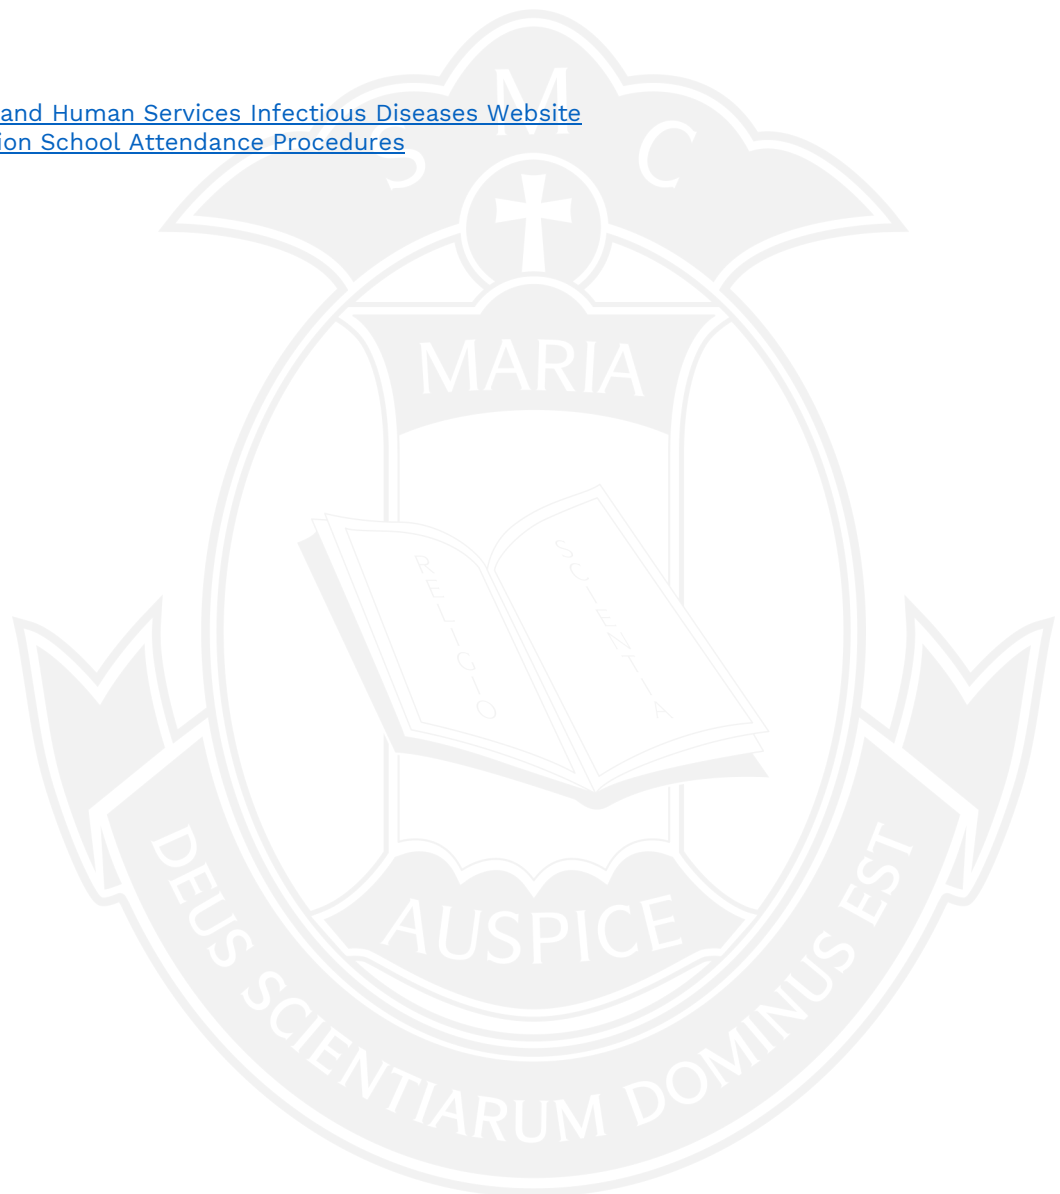 and Human Services Infectious Diseases Website
ion School Attendance Procedures
S M C
MARIA
RELIGIO
SCIENTIA
AUSPICE
DEUS SCIENTIARUM DOMINUS EST